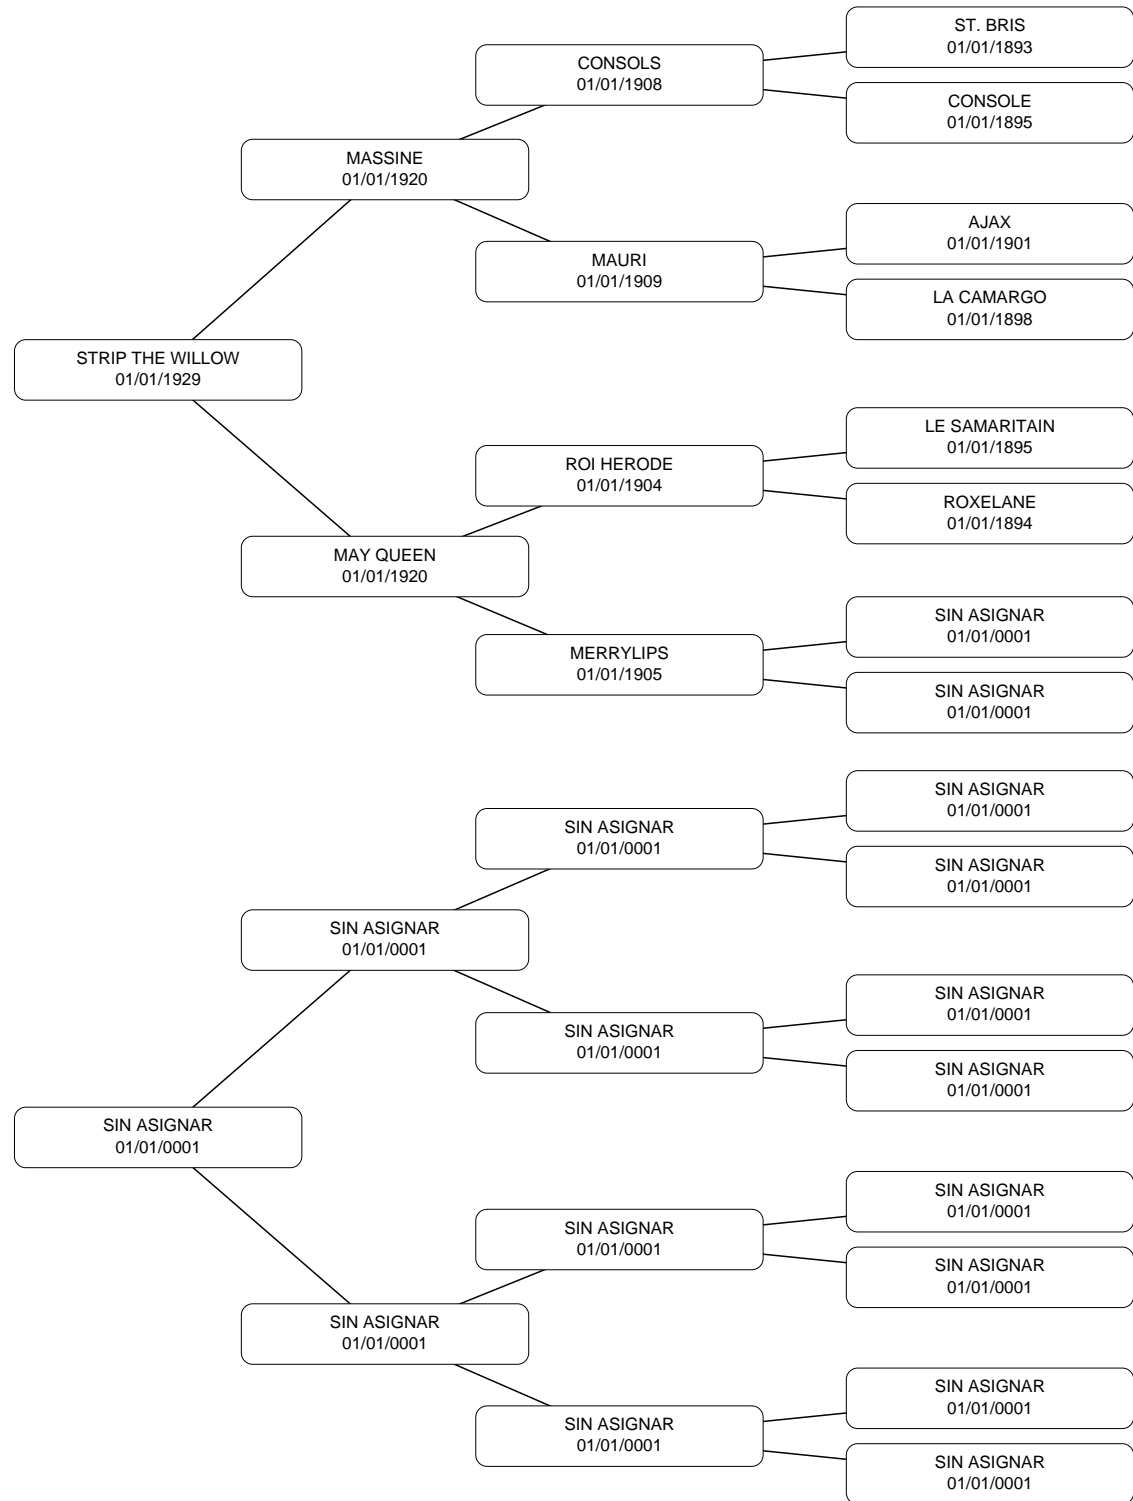 ST. BRIS
01/01/1893
CONSOLS
01/01/1908
CONSOLE
01/01/1895
MASSINE
01/01/1920
AJAX
01/01/1901
MAURI
01/01/1909
LA CAMARGO
01/01/1898
STRIP THE WILLOW
01/01/1929
LE SAMARITAIN
01/01/1895
ROI HERODE
01/01/1904
ROXELANE
01/01/1894
MAY QUEEN
01/01/1920
SIN ASIGNAR
01/01/0001
MERRYLIPS
01/01/1905
SIN ASIGNAR
01/01/0001
SIN ASIGNAR
01/01/0001
SIN ASIGNAR
01/01/0001
SIN ASIGNAR
01/01/0001
SIN ASIGNAR
01/01/0001
SIN ASIGNAR
01/01/0001
SIN ASIGNAR
01/01/0001
SIN ASIGNAR
01/01/0001
SIN ASIGNAR
01/01/0001
SIN ASIGNAR
01/01/0001
SIN ASIGNAR
01/01/0001
SIN ASIGNAR
01/01/0001
SIN ASIGNAR
01/01/0001
SIN ASIGNAR
01/01/0001
SIN ASIGNAR
01/01/0001
SIN ASIGNAR
01/01/0001